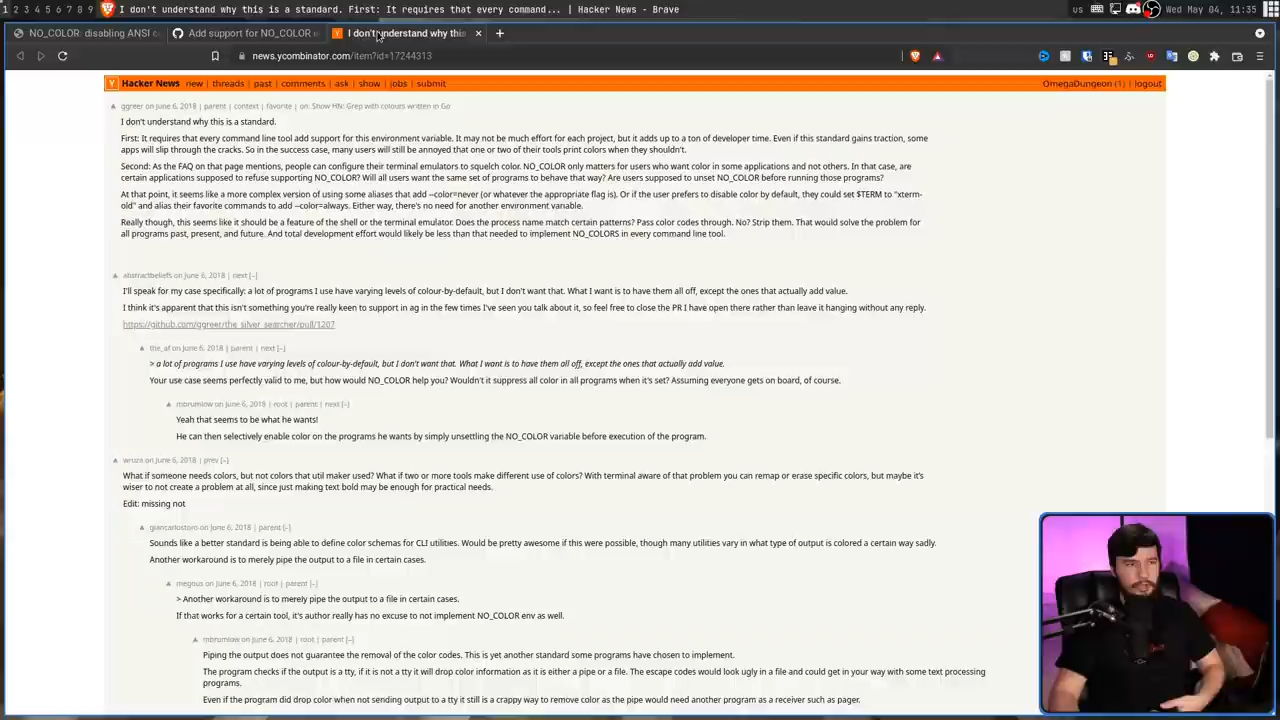 1 2 3 4 5 6 7 8 9 I don't understand why this is a standard. First: It requires that every command... | Hacker News - Brave us Wed May 04, 11:35
NO_COLOR: disabling ANSI co Add support for NO_COLOR I don't understand why this
news.ycombinator.com/item?id=17244313
Y Hacker News new | threads | past | comments | ask | show | jobs | submit OmegaDungeon (1) | logout
ggreer on June 6, 2018 | parent | context | favorite | on: Show HN: Grep with colours written in Go
I don't understand why this is a standard.
First: It requires that every command line tool add support for this environment variable. It may not be much effort for each project, but it adds up to a ton of developer time. Even if this standard gains traction, some
apps will slip through the cracks. So in the success case, many users will still be annoyed that one or two of their tools print colors when they shouldn't.
Second: As the FAQ on that page mentions, people can configure their terminal emulators to squelch color. NO_COLOR only matters for users who want color in some applications and not others. In that case, are
certain applications supposed to refuse supporting NO_COLOR? Will all users want the same set of programs to behave that way? Are users supposed to unset NO_COLOR before running those programs?
At that point, it seems like a more complex version of using some aliases that add --color=never (or whatever the appropriate flag is). Or if the user prefers to disable color by default, they could set $TERM to "xterm-
old" and alias their favorite commands to add --color=always. Either way, there's no need for another environment variable.
Really though, this seems like it should be a feature of the shell or the terminal emulator. Does the process name match certain patterns? Pass color codes through. No? Strip them. That would solve the problem for
all programs past, present, and future. And total development effort would likely be less than that needed to implement NO_COLORS in every command line tool.
abstractbeliefs on June 6, 2018 | next [–]
I'll speak for my case specifically: a lot of programs I use have varying levels of colour-by-default, but I don't want that. What I want is to have them all off, except the ones that actually add value.
I think it's apparent that this isn't something you're really keen to support in ag in the few times I've seen you talk about it, so feel free to close the PR I have open there rather than leave it hanging without any reply.
https://github.com/ggreer/the_silver_searcher/pull/1207
the_af on June 6, 2018 | parent | next [–]
> a lot of programs I use have varying levels of colour-by-default, but I don't want that. What I want is to have them all off, except the ones that actually add value.
Your use case seems perfectly valid to me, but how would NO_COLOR help you? Wouldn't it suppress all color in all programs when it's set? Assuming everyone gets on board, of course.
mbrumlow on June 6, 2018 | root | parent | next [–]
Yeah that seems to be what he wants!
He can then selectively enable color on the programs he wants by simply unsettling the NO_COLOR variable before execution of the program.
wruza on June 6, 2018 | prev [–]
What if someone needs colors, but not colors that util maker used? What if two or more tools make different use of colors? With terminal aware of that problem you can remap or erase specific colors, but maybe it's
wiser to not create a problem at all, since just making text bold may be enough for practical needs.
Edit: missing not
giancarlostoro on June 6, 2018 | parent [–]
Sounds like a better standard is being able to define color schemas for CLI utilities. Would be pretty awesome if this were possible, though many utilities vary in what type of output is colored a certain way sadly.
Another workaround is to merely pipe the output to a file in certain cases.
megous on June 6, 2018 | root | parent [–]
> Another workaround is to merely pipe the output to a file in certain cases.
If that works for a certain tool, it's author really has no excuse to not implement NO_COLOR env as well.
mbrumlow on June 6, 2018 | root | parent [–]
Piping the output does not guarantee the removal of the color codes. This is yet another standard some programs have chosen to implement.
The program checks if the output is a tty, if it is not a tty it will drop color information as it is either a pipe or a file. The escape codes would look ugly in a file and could get in your way with some text processing
programs.
Even if the program did drop color when not sending output to a tty it still is a crappy way to remove color as the pipe would need another program as a receiver such as pager.